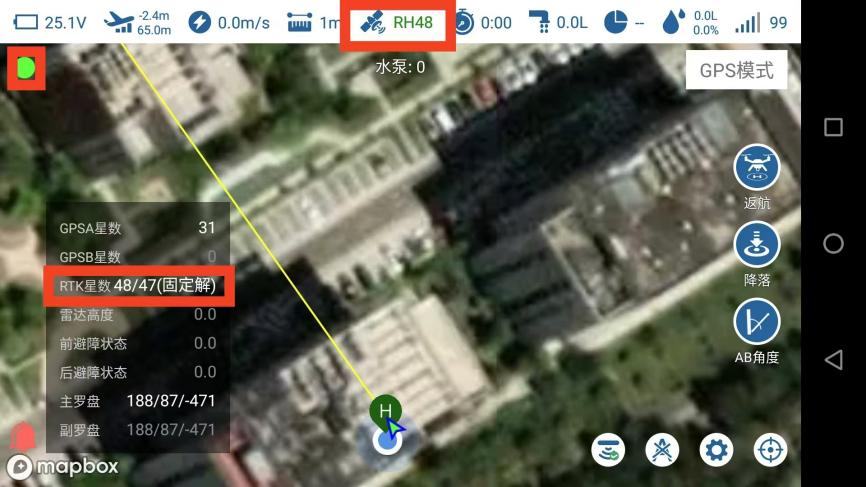 25.1V
-2.4m
65.0m
0.0m/s
1m
RH48
0:00
0.0L
--
0.0L
0.0%
99
水泵: 0
GPS模式
返航
降落
AB角度
GPSA星数 31
GPSB星数 0
RTK星数 48/47(固定解)
雷达高度 0.0
前避障状态 0.0
后避障状态 0.0
主罗盘 188/87/-471
副罗盘 188/87/-471
H
mapbox